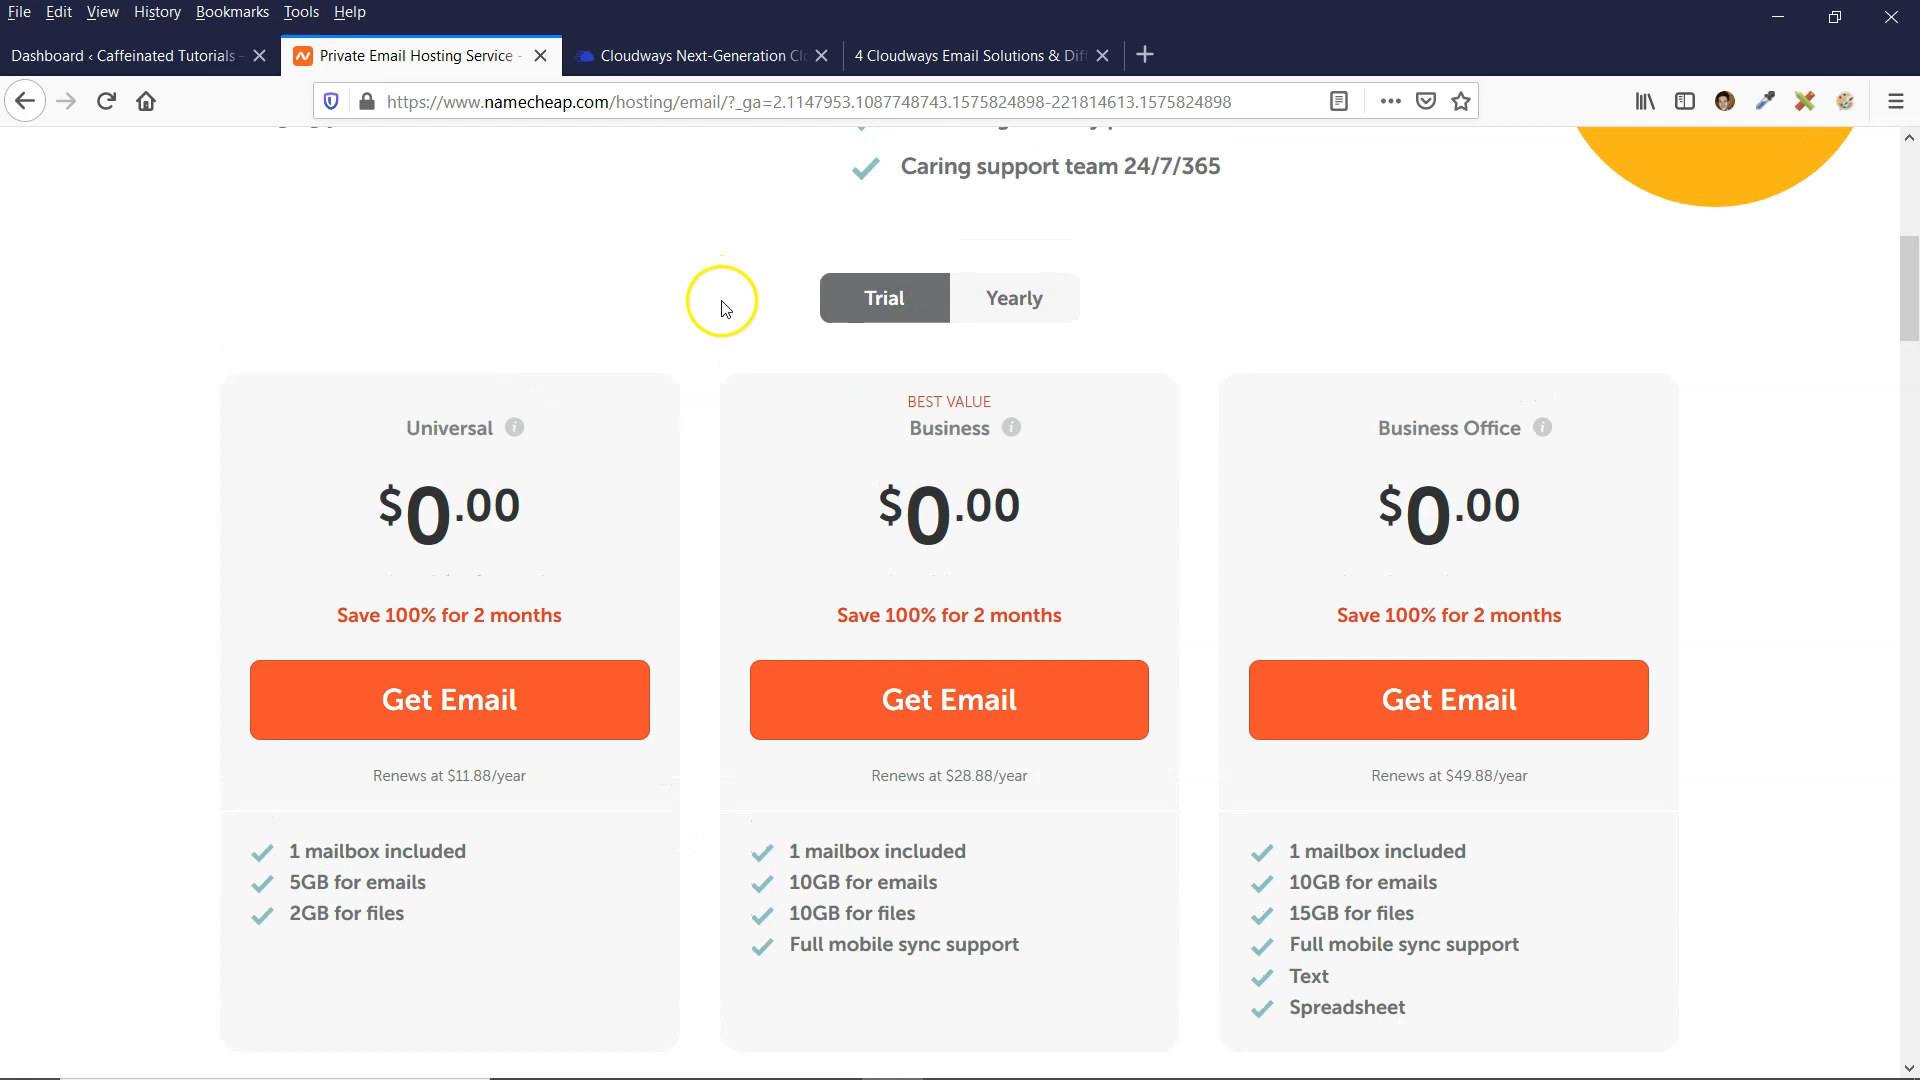 File Edit View History Bookmarks Tools Help
Dashboard ‹ Caffeinated Tutorials –
Private Email Hosting Service -
Cloudways Next-Generation Cl
4 Cloudways Email Solutions & Dif
https://www.namecheap.com/hosting/email/?_ga=2.1147953.1087748743.1575824898-221814613.1575824898
Caring support team 24/7/365
Trial Yearly
Universal
$0.00
Save 100% for 2 months
Get Email
Renews at $11.88/year
1 mailbox included
5GB for emails
2GB for files
BEST VALUE
Business
$0.00
Save 100% for 2 months
Get Email
Renews at $28.88/year
1 mailbox included
10GB for emails
10GB for files
Full mobile sync support
Business Office
$0.00
Save 100% for 2 months
Get Email
Renews at $49.88/year
1 mailbox included
10GB for emails
15GB for files
Full mobile sync support
Text
Spreadsheet